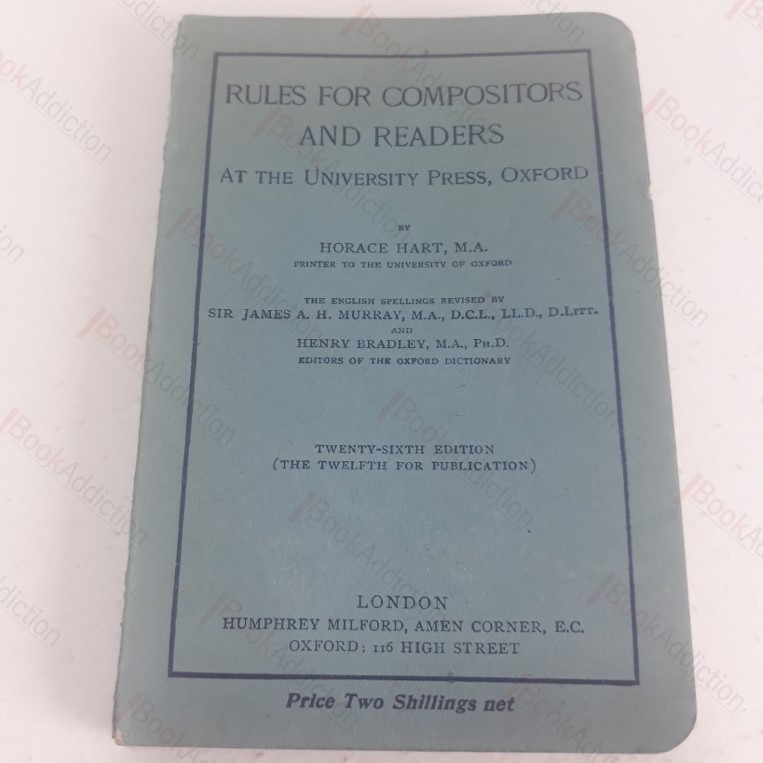 RULES FOR COMPOSITORS
AND READERS
AT THE UNIVERSITY PRESS, OXFORD
BY
HORACE HART, M.A.
PRINTER TO THE UNIVERSITY OF OXFORD
THE ENGLISH SPELLINGS REVISED BY
SIR JAMES A. H. MURRAY, M.A., D.C.L., LL.D., D.LITT.
AND
HENRY BRADLEY, M.A., PH.D.
EDITORS OF THE OXFORD DICTIONARY
TWENTY-SIXTH EDITION
(THE TWELFTH FOR PUBLICATION)
LONDON
HUMPHREY MILFORD, AMEN CORNER, E.C.
OXFORD: 116 HIGH STREET
Price Two Shillings net
BookAddiction